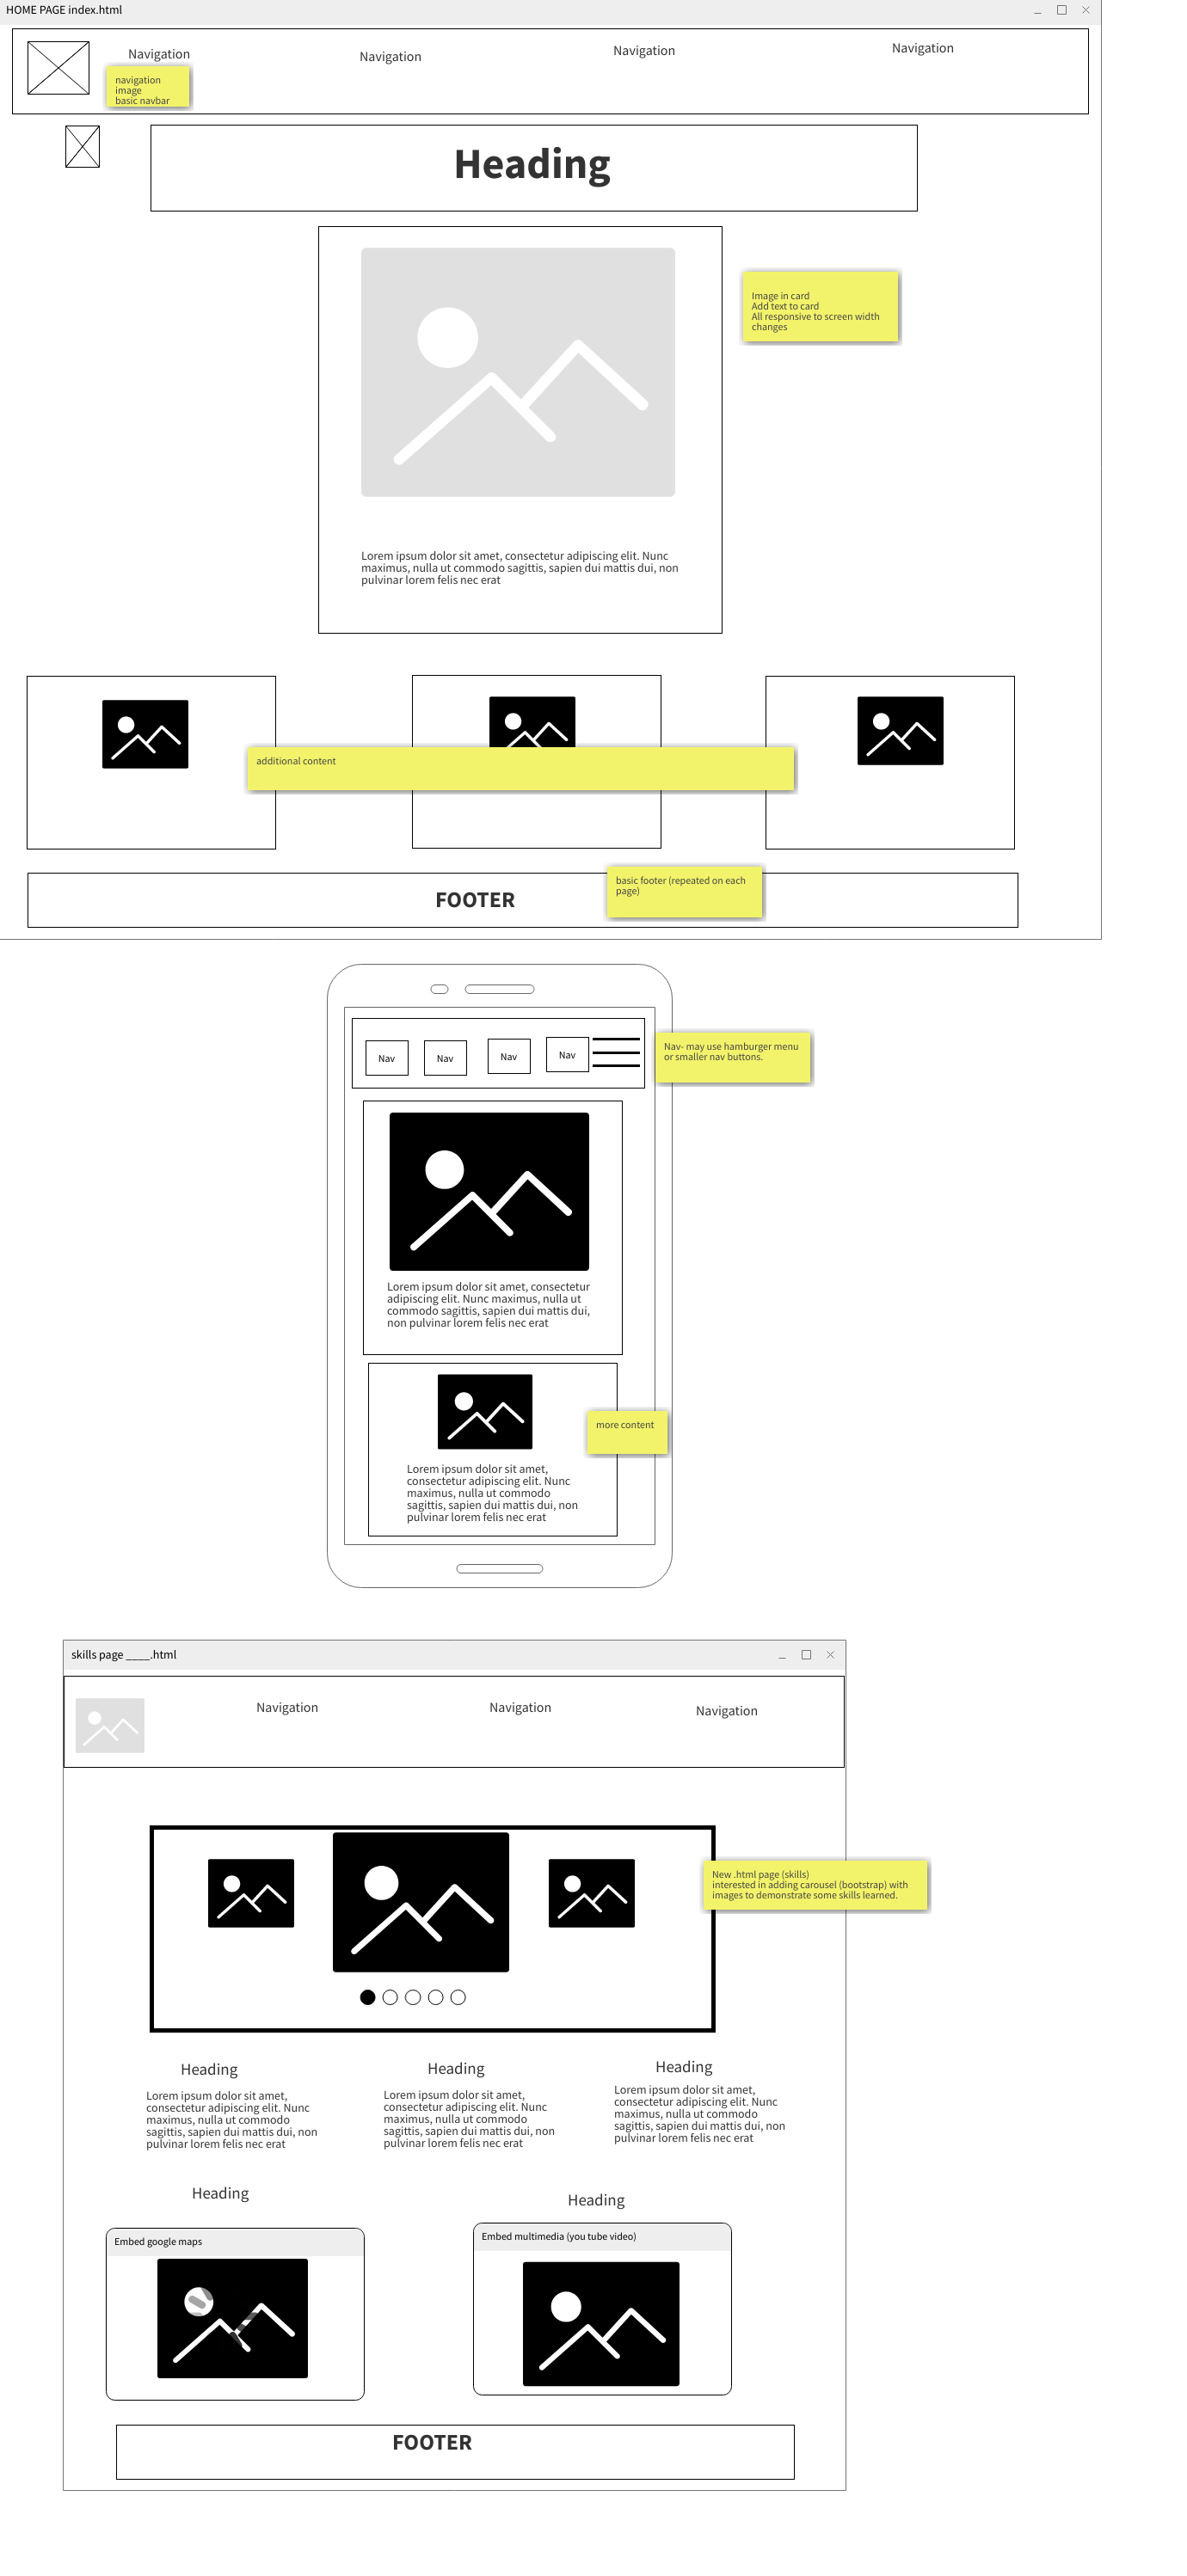 HOME PAGE index.html
Navigation
Navigation
Navigation
Navigation
navigation
image
basic navbar
Heading
Image in card
Add text to card
All responsive to screen width
changes
Lorem ipsum dolor sit amet, consectetur adipiscing elit. Nunc
maximus, nulla ut commodo sagittis, sapien dui mattis dui, non
pulvinar lorem felis nec erat
additional content
FOOTER
basic footer (repeated on each
page)
Nav
Nav
Nav
Nav
Nav- may use hamburger menu
or smaller nav buttons.
Lorem ipsum dolor sit amet, consectetur
adipiscing elit. Nunc maximus, nulla ut
commodo sagittis, sapien dui mattis dui,
non pulvinar lorem felis nec erat
more content
Lorem ipsum dolor sit amet,
consectetur adipiscing elit. Nunc
maximus, nulla ut commodo
sagittis, sapien dui mattis dui, non
pulvinar lorem felis nec erat
skills page ____.html
Navigation
Navigation
Navigation
New .html page (skills)
interested in adding carousel (bootstrap) with
images to demonstrate some skills learned.
Heading
Lorem ipsum dolor sit amet,
consectetur adipiscing elit. Nunc
maximus, nulla ut commodo
sagittis, sapien dui mattis dui, non
pulvinar lorem felis nec erat
Heading
Lorem ipsum dolor sit amet,
consectetur adipiscing elit. Nunc
maximus, nulla ut commodo
sagittis, sapien dui mattis dui, non
pulvinar lorem felis nec erat
Heading
Lorem ipsum dolor sit amet,
consectetur adipiscing elit. Nunc
maximus, nulla ut commodo
sagittis, sapien dui mattis dui, non
pulvinar lorem felis nec erat
Heading
Embed google maps
Heading
Embed multimedia (you tube video)
FOOTER